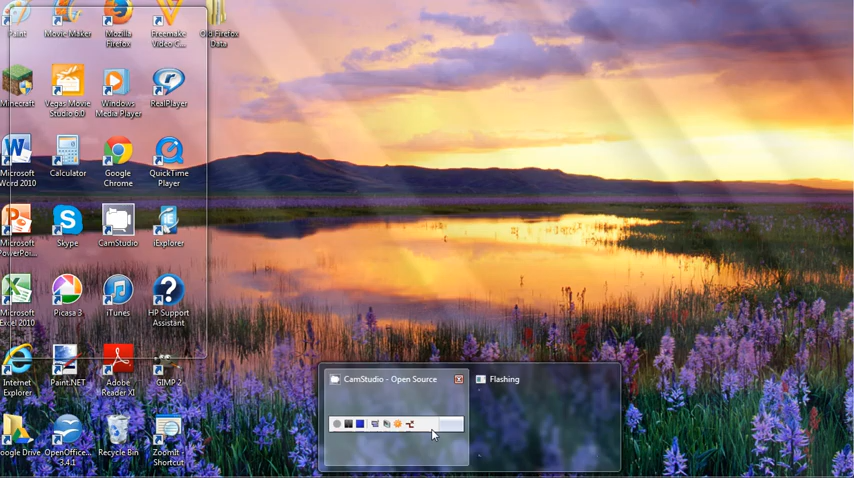 Paint
Movie Maker
Mozilla
Firefox
Freemake
Video C...
Old Firefox
Data
Minecraft
Vegas Movie
Studio 6.0
Windows
Media Player
RealPlayer
Microsoft
Word 2010
Calculator
Google
Chrome
QuickTime
Player
Microsoft
PowerPoi...
Skype
CamStudio
iExplorer
Microsoft
Excel 2010
Picasa 3
iTunes
HP Support
Assistant
Internet
Explorer
Paint.NET
Adobe
Reader XI
GIMP 2
oogle Drive
OpenOffice...
3.4.1
Recycle Bin
ZoomIt -
Shortcut
CamStudio - Open Source
Flashing